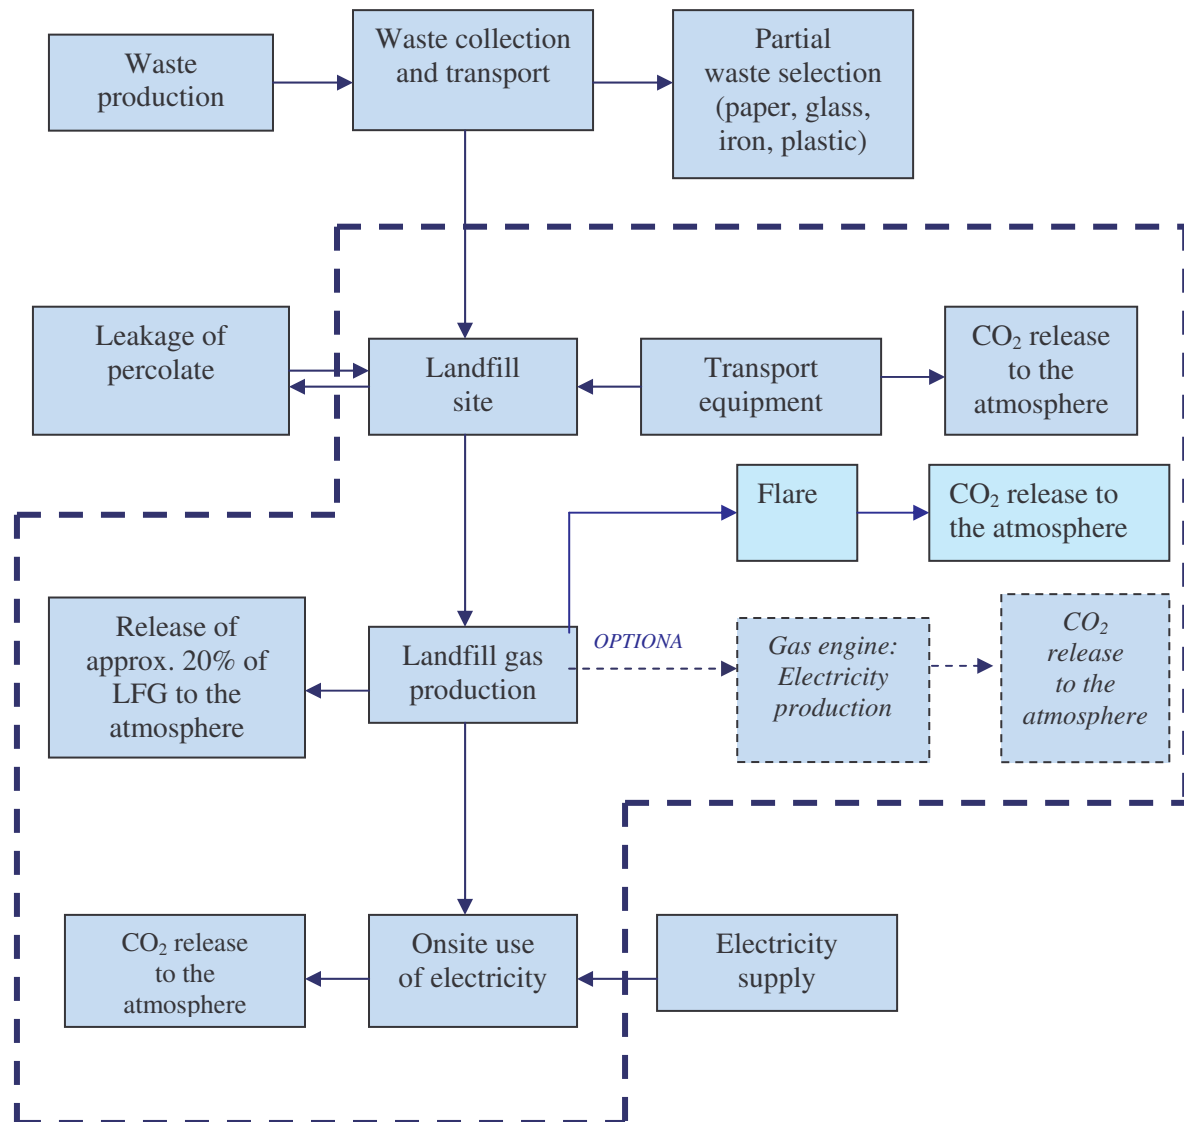 Waste
production
Waste collection
and transport
Partial
waste selection
(paper, glass,
iron, plastic)
Leakage of
percolate
Landfill
site
Transport
equipment
CO₂ release
to the
atmosphere
Flare
CO₂ release to
the atmosphere
Release of
approx. 20% of
LFG to the
atmosphere
Landfill gas
production
OPTIONA
Gas engine:
Electricity
production
CO₂
release
to the
atmosphere
CO₂ release
to the
atmosphere
Onsite use
of electricity
Electricity
supply